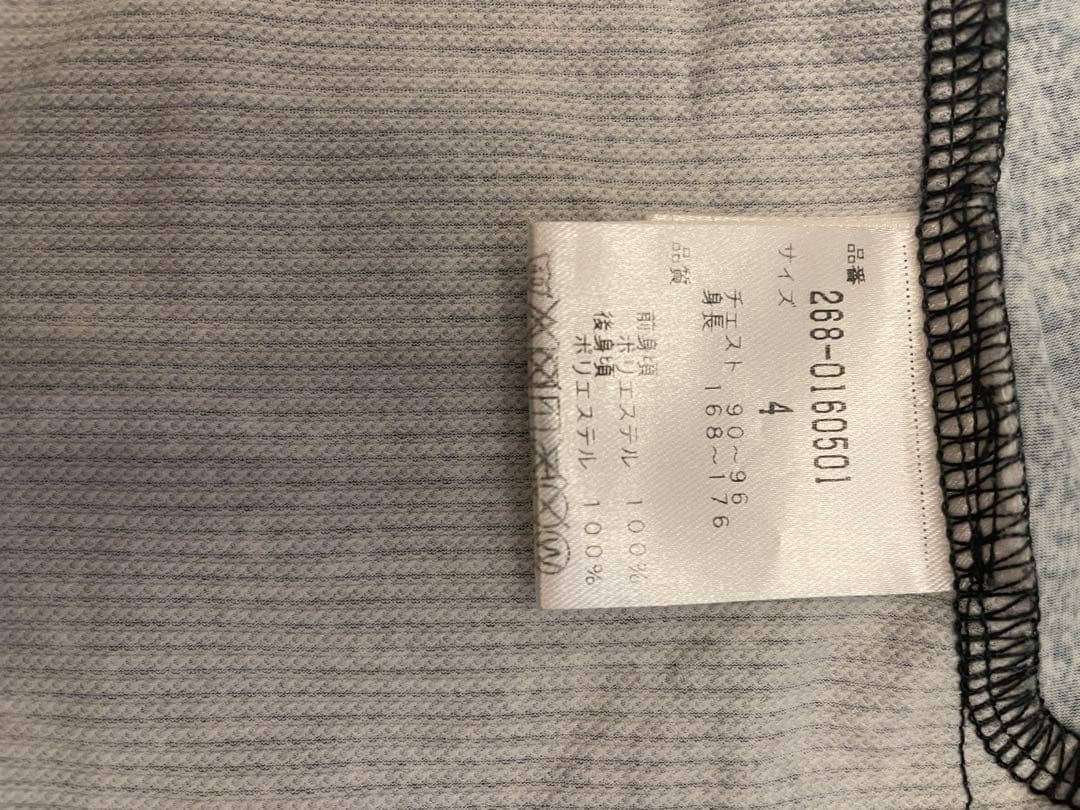 品番 268-0160501
サイズ 4
チェスト 90～96
身長 168～176
品質
前身頃
ポリエステル 100%
後身頃
ポリエステル 100%